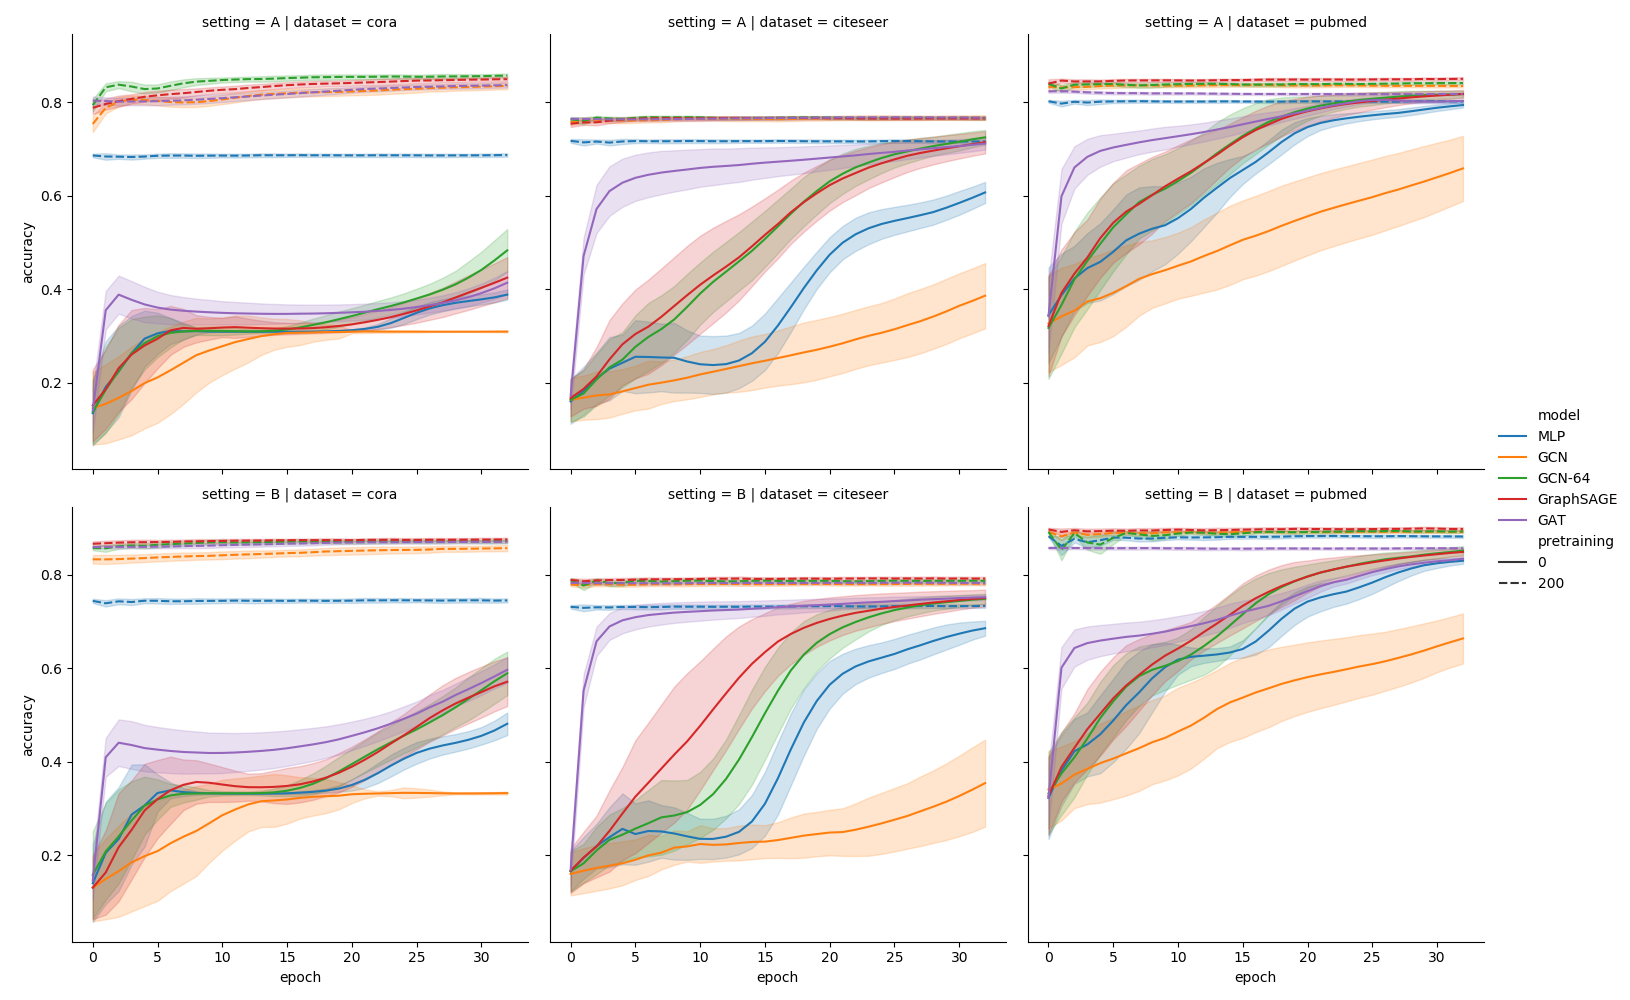 setting = A | dataset = cora
setting = A | dataset = citeseer
setting = A | dataset = pubmed
accuracy
0.8
0.6
0.4
0.2
model
MLP
GCN
GCN-64
GraphSAGE
GAT
pretraining
0
200
setting = B | dataset = cora
setting = B | dataset = citeseer
setting = B | dataset = pubmed
accuracy
0.8
0.6
0.4
0.2
0 5 10 15 20 25 30
0 5 10 15 20 25 30
0 5 10 15 20 25 30
epoch
epoch
epoch